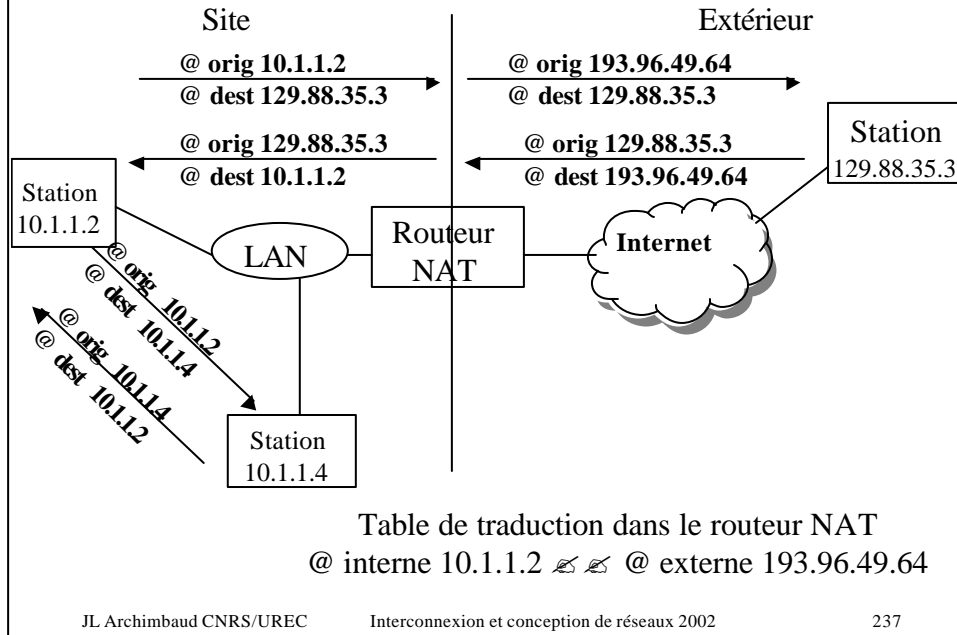 Site
Extérieur
@ orig 10.1.1.2
@ dest 129.88.35.3
@ orig 193.96.49.64
@ dest 129.88.35.3
@ orig 129.88.35.3
@ dest 10.1.1.2
@ orig 129.88.35.3
@ dest 193.96.49.64
Station
129.88.35.3
Station
10.1.1.2
LAN
Routeur
NAT
Internet
@ orig 10.1.1.2
@ dest 10.1.1.4
@ orig 10.1.1.4
@ dest 10.1.1.2
Station
10.1.1.4
Table de traduction dans le routeur NAT
@ interne 10.1.1.2 ✍ ✍ @ externe 193.96.49.64
JL Archimbaud CNRS/UREC
Interconnexion et conception de réseaux 2002
237